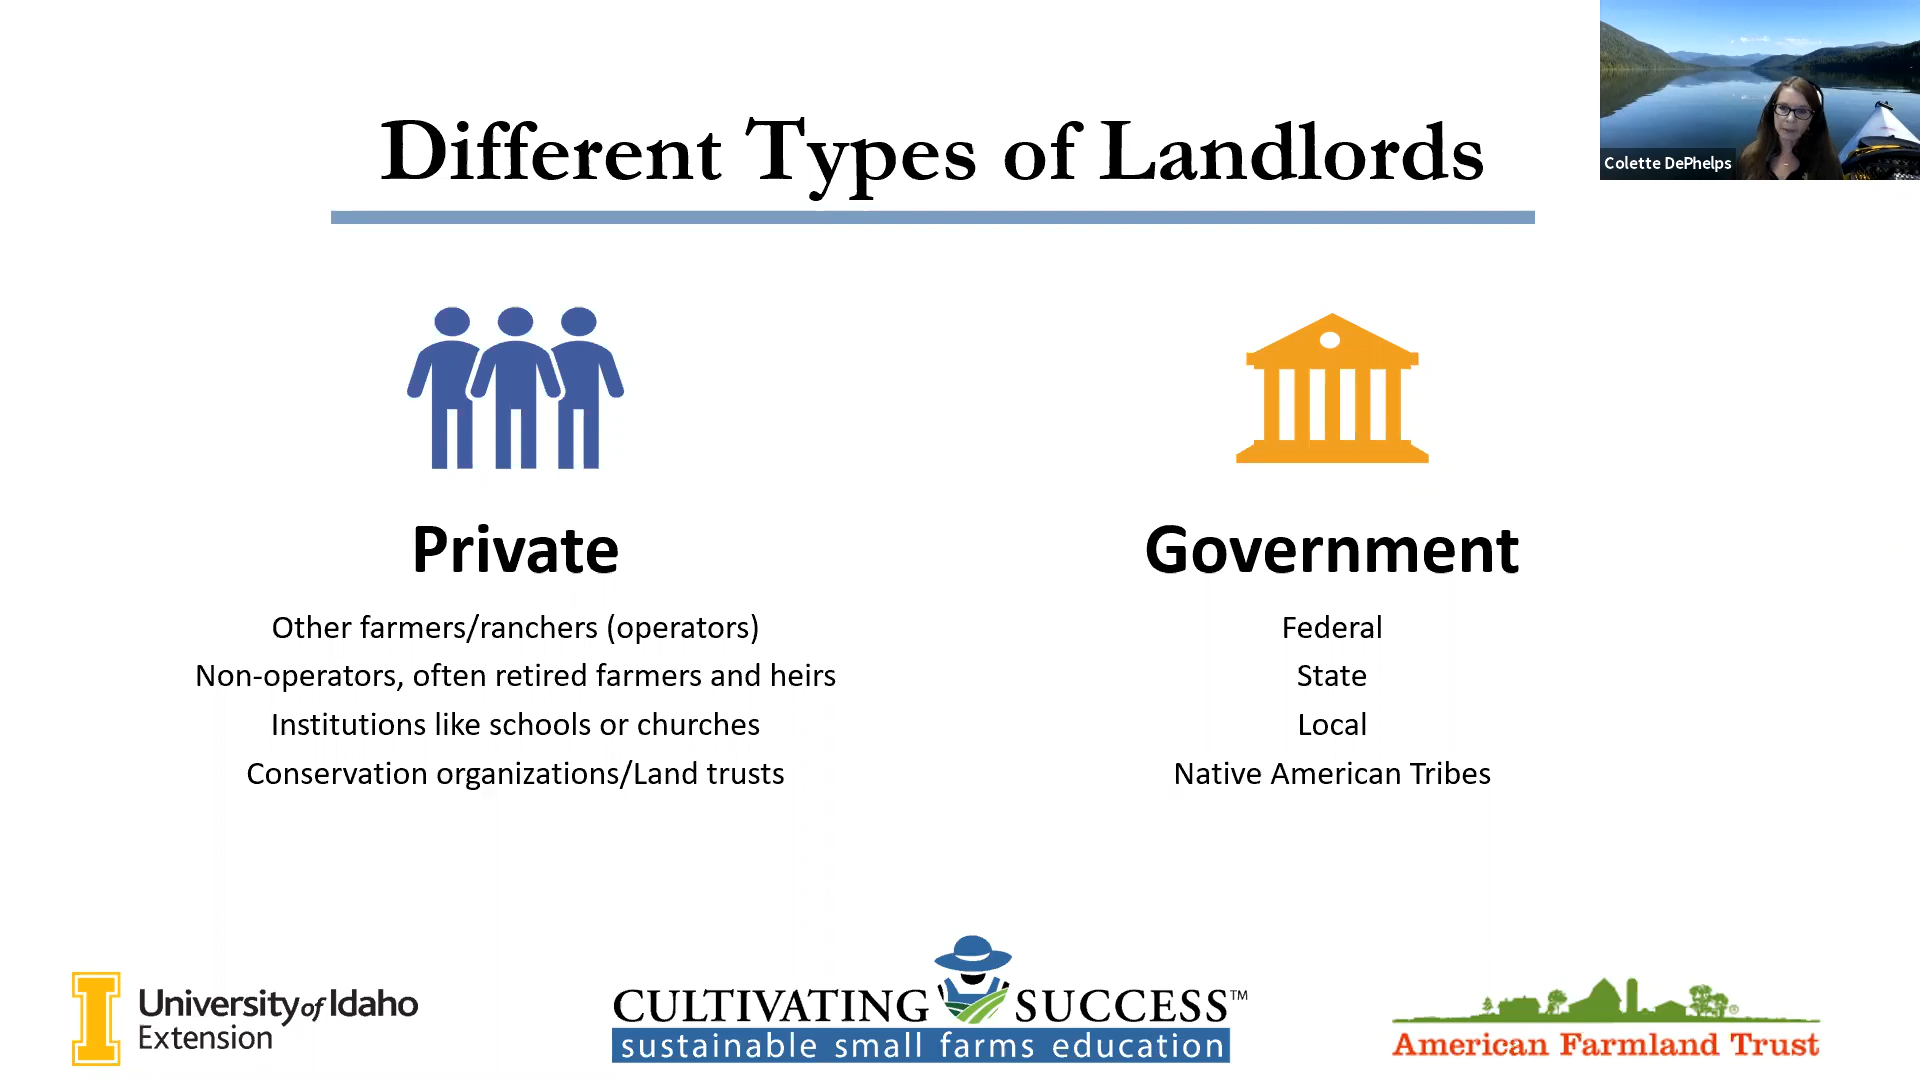 Different Types of Landlords
Colette DePhelps
Private
Other farmers/ranchers (operators)
Non-operators, often retired farmers and heirs
Institutions like schools or churches
Conservation organizations/Land trusts
Government
Federal
State
Local
Native American Tribes
I
University of Idaho
Extension
CULTIVATING SUCCESS™
sustainable small farms education
American Farmland Trust